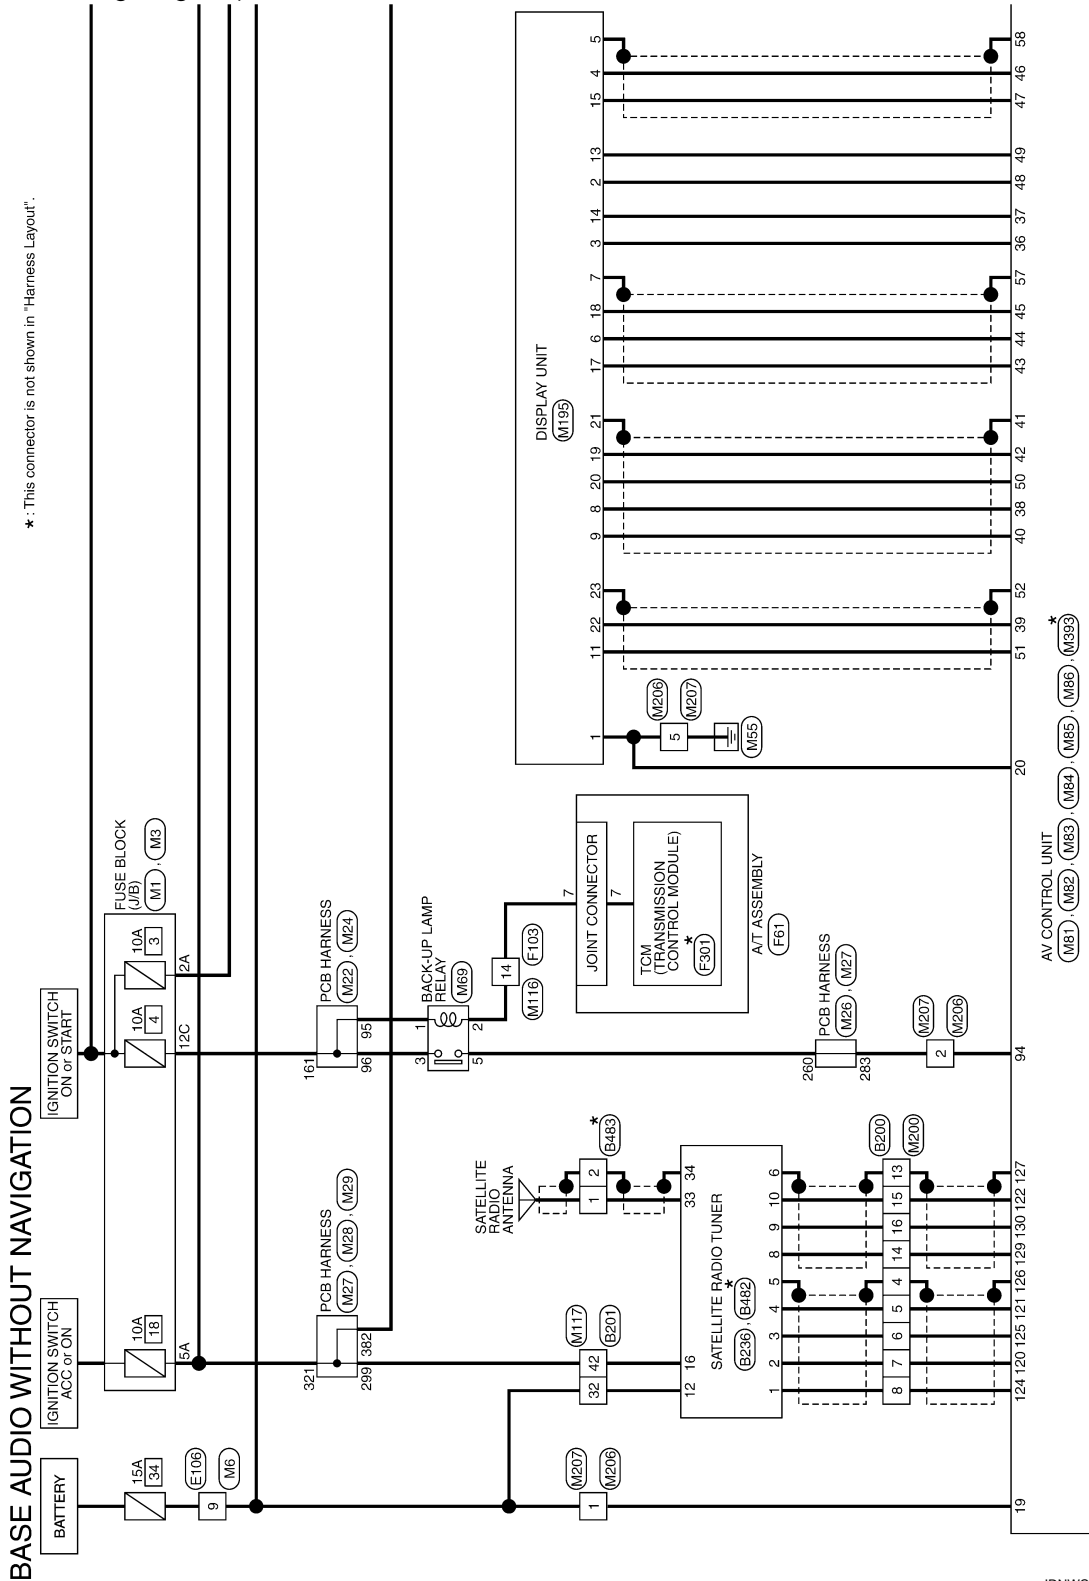 BASE AUDIO WITHOUT NAVIGATION
* : This connector is not shown in "Harness Layout".
BATTERY
15A
34
E106
9
M6
IGNITION SWITCH
ACC or ON
10A
18
5A
IGNITION SWITCH
ON or START
10A
4
12C
10A
3
2A
FUSE BLOCK
(J/B)
M1 , M3
PCB HARNESS
M27 , M28 , M29
321
299
382
PCB HARNESS
M22 , M24
161
96
95
BACK-UP LAMP
RELAY
M69
3
1
5
2
M116
14
F103
7
JOINT CONNECTOR
7
TCM
(TRANSMISSION
CONTROL MODULE)
*
F301
A/T ASSEMBLY
F61
M207
1
M206
32
42
M117
B201
12
16
SATELLITE
RADIO
ANTENNA
1
2
*
B483
33
34
SATELLITE RADIO TUNER
*
B236 , B482
1 2 3 4 5 8 9 10 6
8 7 6 5 4 14 16 15 13
B200
M200
PCB HARNESS
M26 , M27
260
283
M207
2
M206
DISPLAY UNIT
M195
1 11 22 23 9 8 20 19 21 17 6 18 7 3 14 2 13 15 4 5
M206
5
M207
M55
19 124 120 125 121 126 129 130 122 127 94 20 51 39 52 40 38 50 42 41 43 44 45 57 36 37 48 49 47 46 58
AV CONTROL UNIT
*
M81 , M82 , M83 , M84 , M85 , M86 , M393